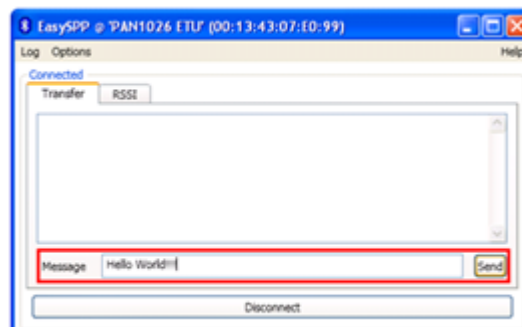 EasySPP @ 'PAN1026 ETU' (00:13:43:07:E0:99)
Log Options Help
Connected
Transfer RSSI
Message Hello World!!! Send
Disconnect